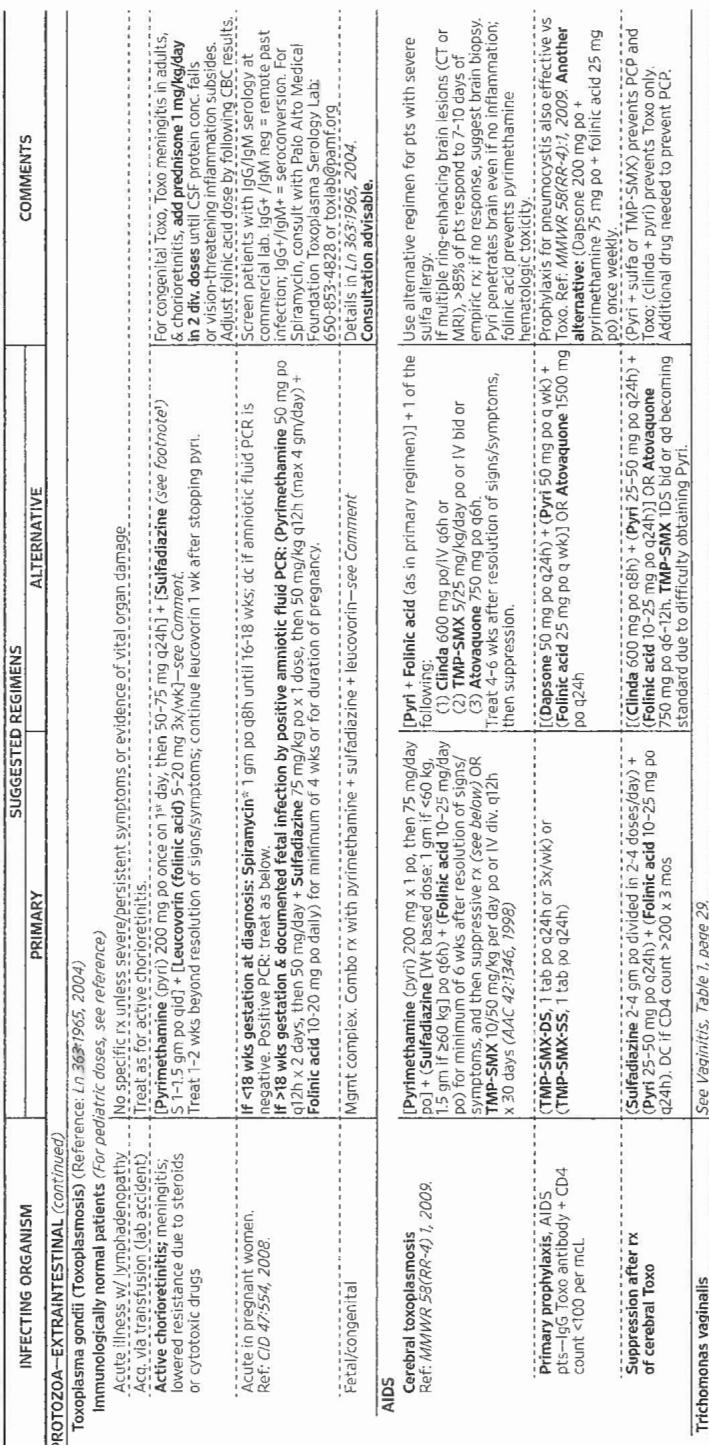 INFECTING ORGANISM
SUGGESTED REGIMENS
PRIMARY
ALTERNATIVE
COMMENTS
PROTOZOA—EXTRAINTESTINAL (continued)
Toxoplasma gondii (Toxoplasmosis) (Reference: Ln 363:1965, 2004)
Immunologically normal patients (For pediatric doses, see reference)
Acute illness w/ lymphadenopathy
No specific rx unless severe/persistent symptoms or evidence of vital organ damage
Acq. via transfusion (lab accident)
Treat as for active chorioretinitis.
Active chorioretinitis; meningitis;
lowered resistance due to steroids
or cytotoxic drugs
[Pyrimethamine (pyri) 200 mg po once on 1st day, then 50-75 mg q24h] + [Sulfadiazine (see footnote¹)
S 1–1.5 gm po qid] + [Leucovorin (folinic acid) 5–20 mg 3x/wk]—see Comment.
Treat 1–2 wks beyond resolution of signs/symptoms; continue leucovorin 1 wk after stopping pyri.
For congenital Toxo, Toxo meningitis in adults,
& chorioretinitis, add prednisone 1 mg/kg/day
in 2 div. doses until CSF protein conc. falls
or vision-threatening inflammation subsides.
Adjust folinic acid dose by following CBC results.
Acute in pregnant women.
Ref: CID 47:554, 2008.
If <18 wks gestation at diagnosis: Spiramycin* 1 gm po q8h until 16-18 wks; dc if amniotic fluid PCR is
negative. Positive PCR: treat as below.
If >18 wks gestation & documented fetal infection by positive amniotic fluid PCR: (Pyrimethamine 50 mg po
q12h x 2 days, then 50 mg/day + Sulfadiazine 75 mg/kg po x 1 dose, then 50 mg/kg q12h (max 4 gm/day) +
Folinic acid 10-20 mg po daily) for minimum of 4 wks or for duration of pregnancy.
Screen patients with IgG/IgM serology at
commercial lab. IgG+/IgM neg = remote past
infection; IgG+/IgM+ = seroconversion. For
Spiramycin, consult with Palo Alto Medical
Foundation Toxoplasma Serology Lab:
650-853-4828 or toxlab@pamf.org
Fetal/congenital
Mgmt complex. Combo rx with pyrimethamine + sulfadiazine + leucovorin—see Comment
Details in Ln 363:1965, 2004.
Consultation advisable.
AIDS
Cerebral toxoplasmosis
Ref: MMWR 58(RR-4) 1, 2009.
[Pyrimethamine (pyri) 200 mg x 1 po, then 75 mg/day
po] + (Sulfadiazine [Wt based dose: 1 gm if <60 kg,
1.5 gm if ≥60 kg] po q6h) + (Folinic acid 10–25 mg/day
po) for minimum of 6 wks after resolution of signs/
symptoms, and then suppressive rx (see below) OR
TMP-SMX 10/50 mg/kg per day po or IV div. q12h
x 30 days (AAC 42:1346, 1998)
[Pyri + Folinic acid (as in primary regimen)] + 1 of the
following:
(1) Clinda 600 mg po/IV q6h or
(2) TMP-SMX 5/25 mg/kg/day po or IV bid or
(3) Atovaquone 750 mg po q6h.
Treat 4–6 wks after resolution of signs/symptoms,
then suppression.
Use alternative regimen for pts with severe
sulfa allergy.
If multiple ring-enhancing brain lesions (CT or
MRI), >85% of pts respond to 7–10 days of
empiric rx; if no response, suggest brain biopsy.
Pyri penetrates brain even if no inflammation;
folinic acid prevents pyrimethamine
hematologic toxicity.
Primary prophylaxis, AIDS
pts—IgG Toxo antibody + CD4
count <100 per mcL
(TMP-SMX-DS, 1 tab po q24h or 3x/wk) or
(TMP-SMX-SS, 1 tab po q24h)
[(Dapsone 50 mg po q24h) + (Pyri 50 mg po q wk) +
(Folinic acid 25 mg po q wk)] OR Atovaquone 1500 mg
po q24h
Prophylaxis for pneumocystis also effective vs
Toxo. Ref: MMWR 58(RR-4):1, 2009. Another
alternative: (Dapsone 200 mg po +
pyrimethamine 75 mg po + folinic acid 25 mg
po) once weekly.
Suppression after rx
of cerebral Toxo
(Sulfadiazine 2-4 gm po divided in 2-4 doses/day) +
(Pyri 25–50 mg po q24h) + (Folinic acid 10–25 mg po
q24h). DC if CD4 count >200 x 3 mos
[(Clinda 600 mg po q8h) + (Pyri 25–50 mg po q24h) +
(Folinic acid 10–25 mg po q24h)] OR Atovaquone
750 mg po q6–12h. TMP-SMX 1DS bid or qd becoming
standard due to difficulty obtaining Pyri.
(Pyri + sulfa or TMP-SMX) prevents PCP and
Toxo; (clinda + pyri) prevents Toxo only.
Additional drug needed to prevent PCP.
Trichomonas vaginalis
See Vaginitis, Table 1, page 29.